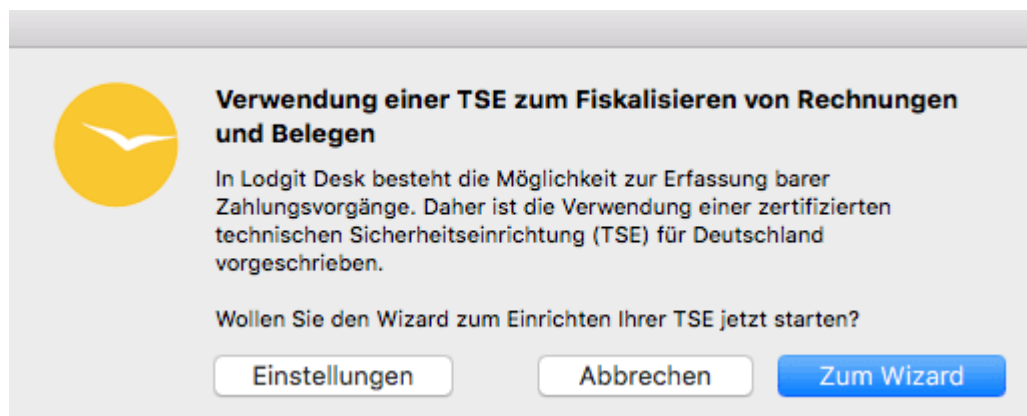 Verwendung einer TSE zum Fiskalisieren von Rechnungen
und Belegen
In Lodgit Desk besteht die Möglichkeit zur Erfassung barer
Zahlungsvorgänge. Daher ist die Verwendung einer zertifizierten
technischen Sicherheitseinrichtung (TSE) für Deutschland
vorgeschrieben.
Wollen Sie den Wizard zum Einrichten Ihrer TSE jetzt starten?
Einstellungen Abbrechen Zum Wizard